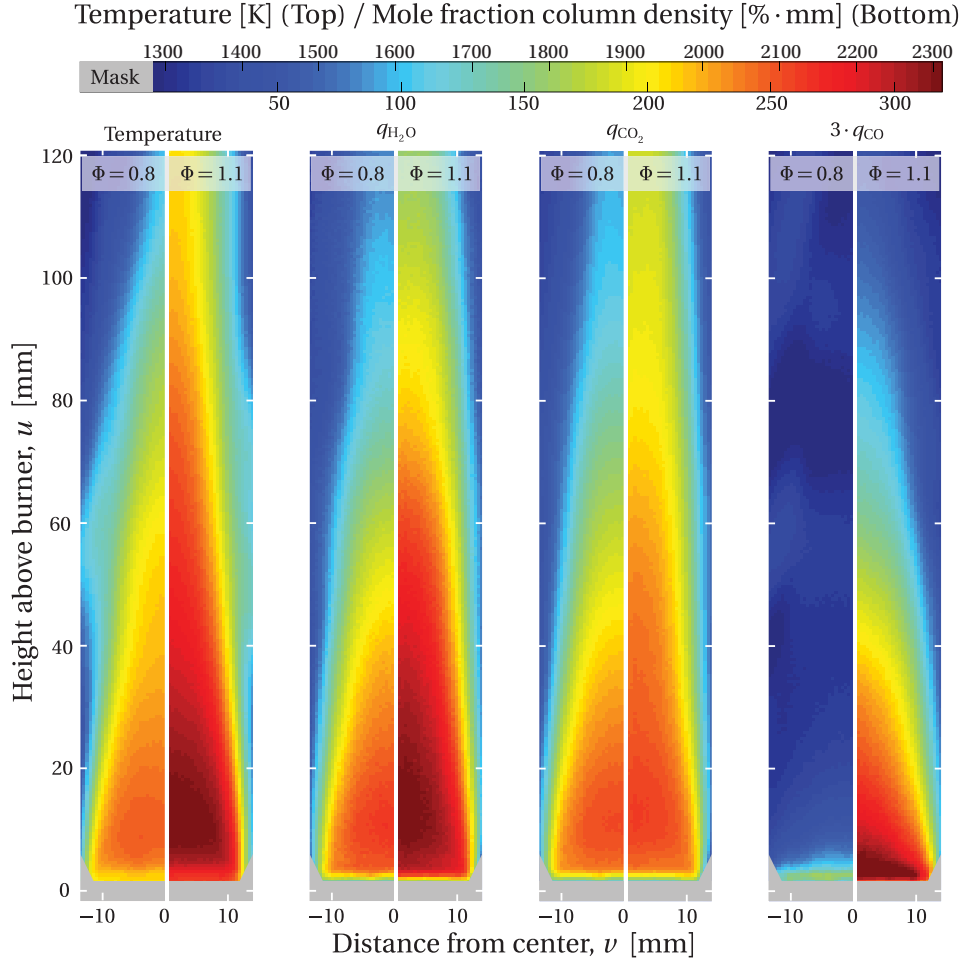 Temperature [K] (Top) / Mole fraction column density [%·mm] (Bottom)
1300 1400 1500 1600 1700 1800 1900 2000 2100 2200 2300
Mask
50 100 150 200 250 300
Temperature q_H₂O q_CO₂ 3·q_CO
Φ=0.8 Φ=1.1 Φ=0.8 Φ=1.1 Φ=0.8 Φ=1.1 Φ=0.8 Φ=1.1
120
100
80
60
40
20
0
Height above burner, u [mm]
−10 0 10 −10 0 10 −10 0 10 −10 0 10
Distance from center, v [mm]